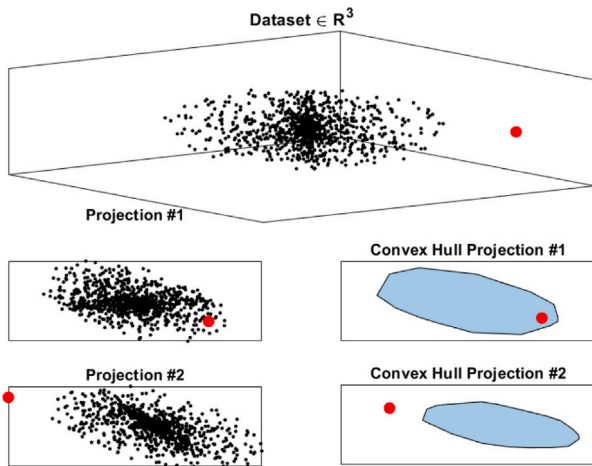 Dataset ∈ R³
Projection #1
Convex Hull Projection #1
Projection #2
Convex Hull Projection #2